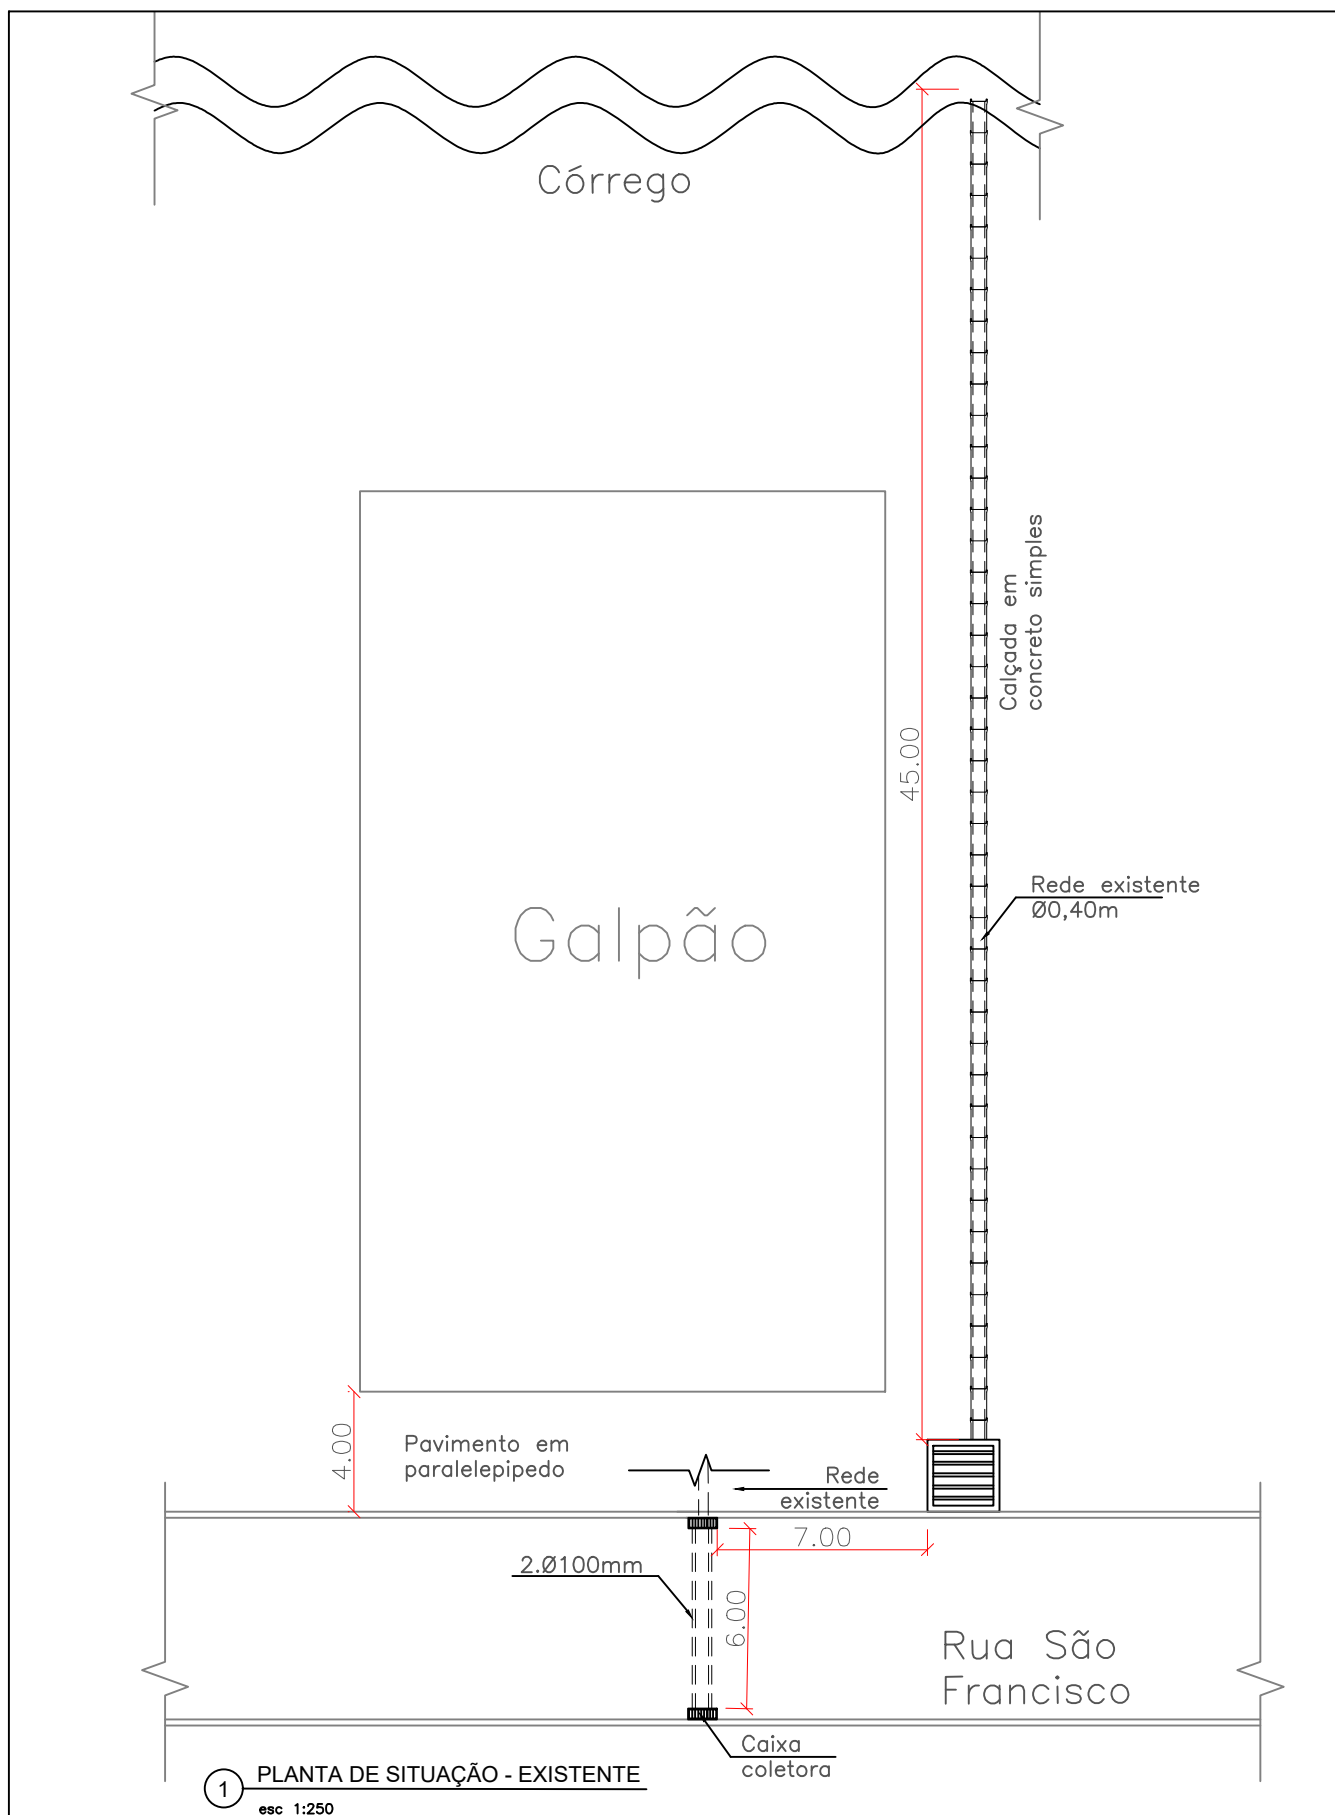 Córrego
Calçada em
concreto simples
45.00
Rede existente
Ø0,40m
Galpão
4.00
Pavimento em
paralelepipedo
Rede
existente
7.00
2.Ø100mm
6.00
Rua São
Francisco
Caixa
coletora
1
PLANTA DE SITUAÇÃO - EXISTENTE
esc 1:250